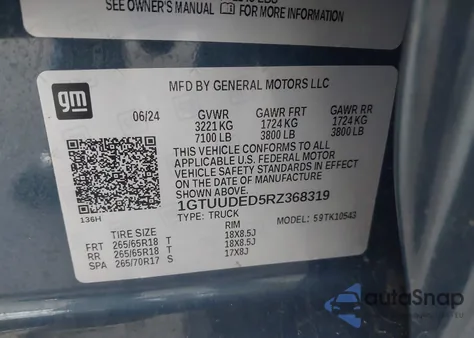 SEE OWNER'S MANUAL FOR MORE INFORMATION
gm
MFD BY GENERAL MOTORS LLC
06/24 GVWR GAWR FRT GAWR RR
3221 KG 1724 KG 1724 KG
7100 LB 3800 LB 3800 LB
THIS VEHICLE CONFORMS TO ALL
APPLICABLE U.S. FEDERAL MOTOR
VEHICLE SAFETY STANDARDS IN EFFECT
ON THE DATE OF MANUFACTURE
SHOWN ABOVE.
136H
1GTUUDED5RZ368319
TYPE: TRUCK MODEL: 59TK10543
TIRE SIZE RIM
FRT 265/65R18 T 18X8.5J
RR 265/65R18 T 18X8.5J
SPA 265/70R17 S 17X8J
autoSnap